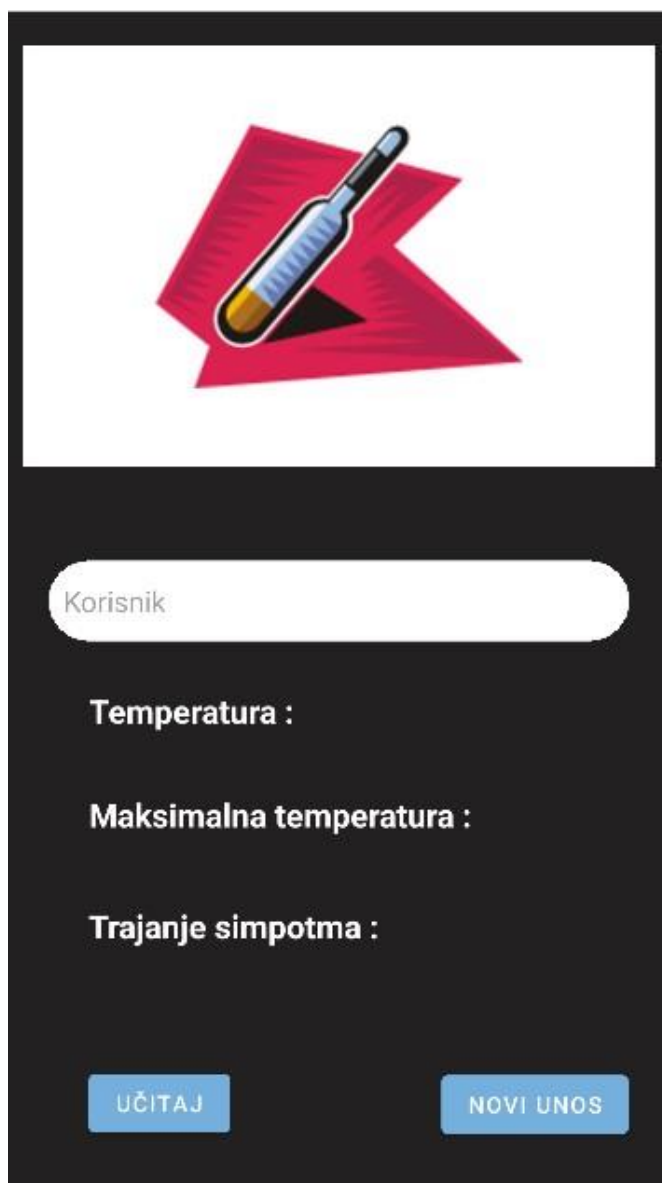 Korisnik
Temperatura :
Maksimalna temperatura :
Trajanje simpotma :
UČITAJ
NOVI UNOS